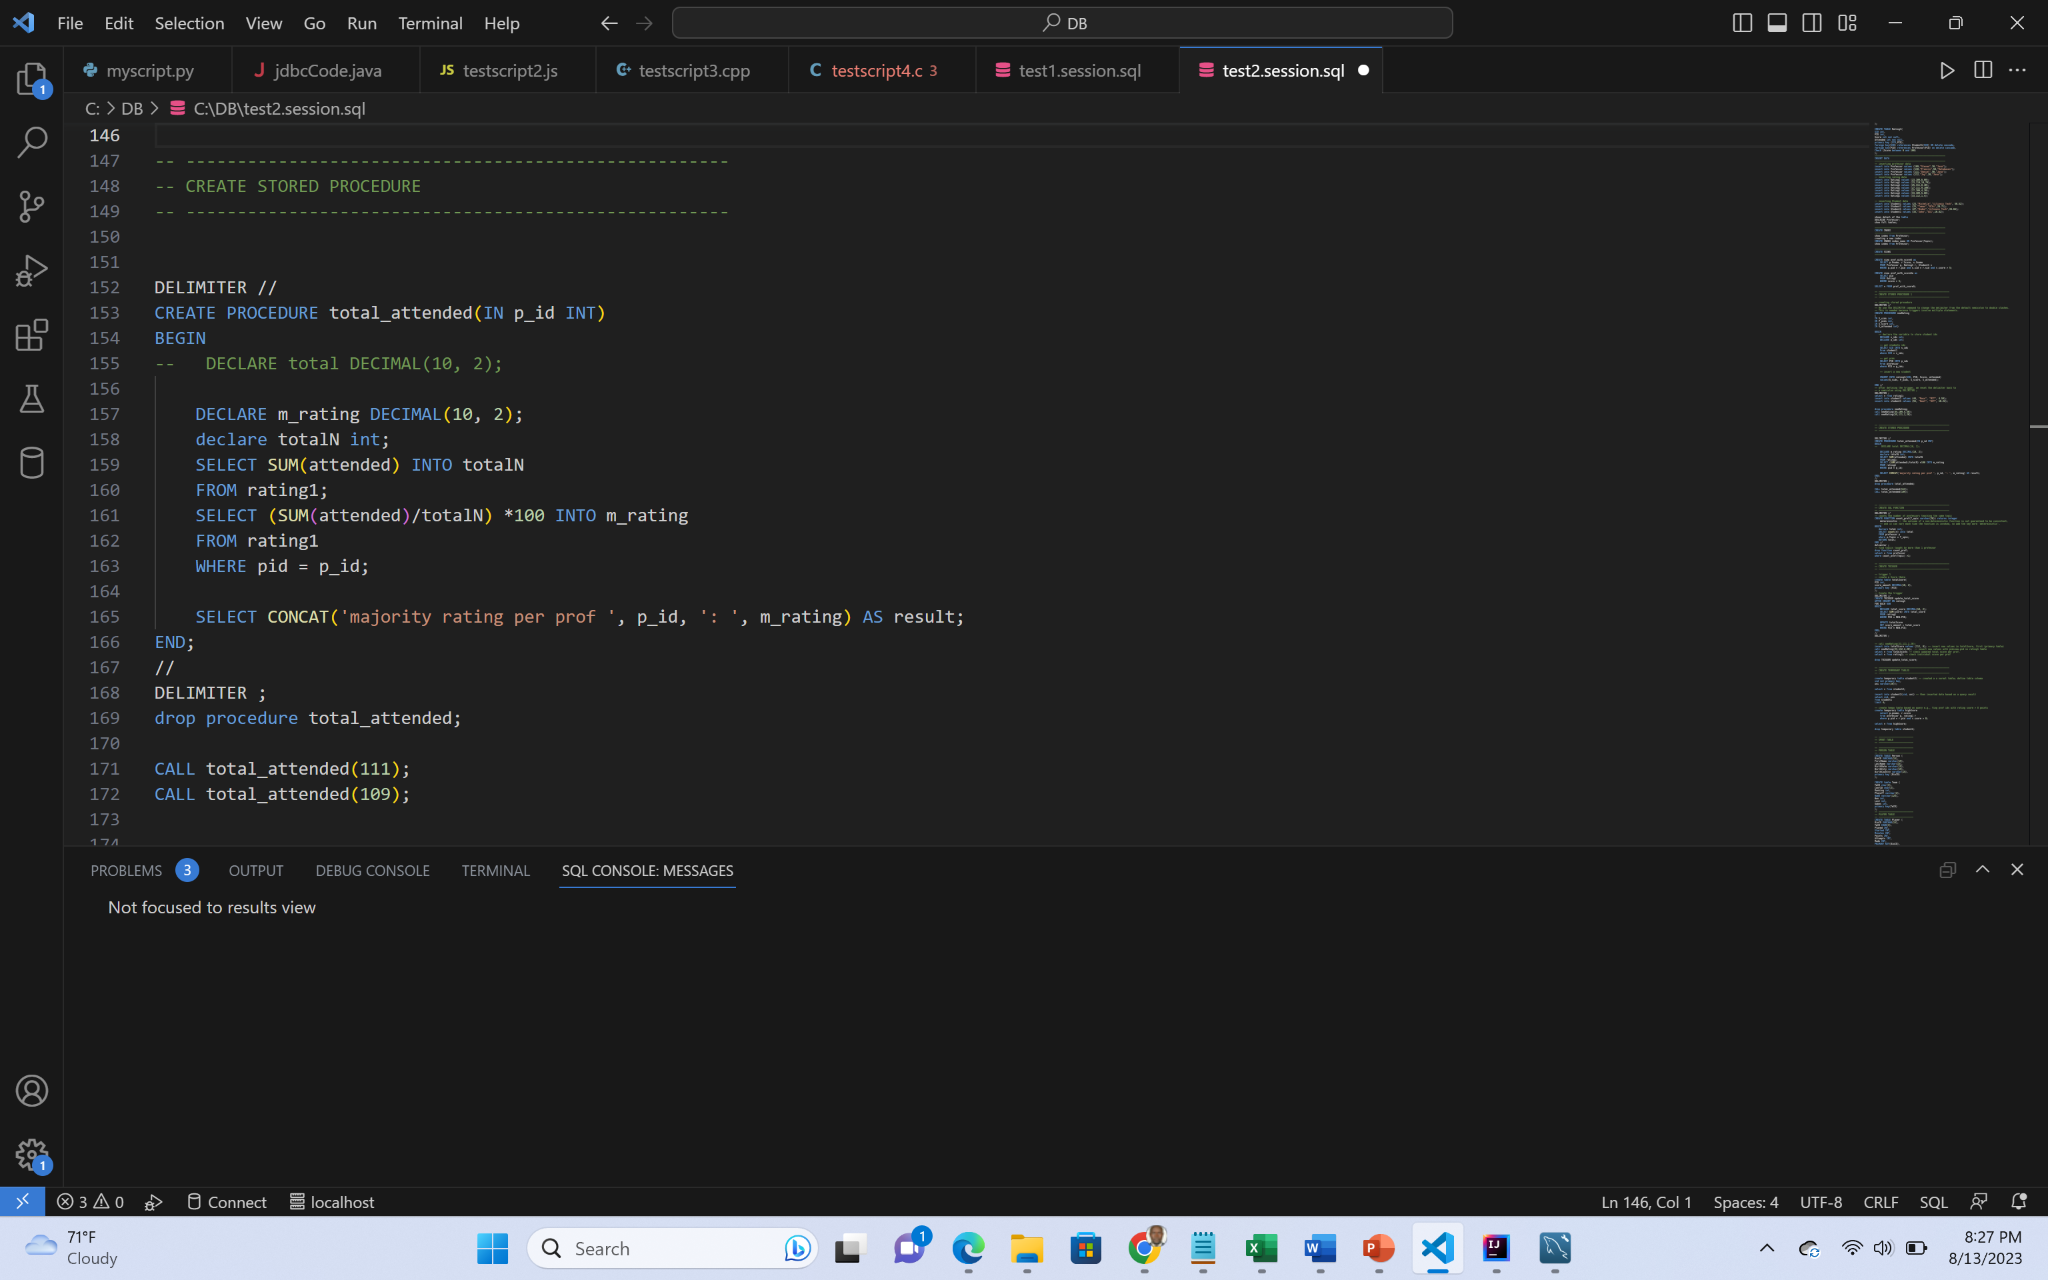 File Edit Selection View Go Run Terminal Help
DB
myscript.py
J jdbcCode.java
JS testscript2.js
testscript3.cpp
C testscript4.c 3
test1.session.sql
test2.session.sql
C: > DB > C:\DB\test2.session.sql
1
146
147 -- -----------------------------------------------------
148 -- CREATE STORED PROCEDURE
149 -- -----------------------------------------------------
150
151
152 DELIMITER //
153 CREATE PROCEDURE total_attended(IN p_id INT)
154 BEGIN
155 --   DECLARE total DECIMAL(10, 2);
156
157     DECLARE m_rating DECIMAL(10, 2);
158     declare totalN int;
159     SELECT SUM(attended) INTO totalN
160     FROM rating1;
161     SELECT (SUM(attended)/totalN) *100 INTO m_rating
162     FROM rating1
163     WHERE pid = p_id;
164
165     SELECT CONCAT('majority rating per prof ', p_id, ': ', m_rating) AS result;
166 END;
167 //
168 DELIMITER ;
169 drop procedure total_attended;
170
171 CALL total_attended(111);
172 CALL total_attended(109);
173
174
PROBLEMS 3 OUTPUT DEBUG CONSOLE TERMINAL SQL CONSOLE: MESSAGES
Not focused to results view
1
3 0 Connect localhost
Ln 146, Col 1 Spaces: 4 UTF-8 CRLF SQL
71°F
Cloudy
Search
1
8:27 PM
8/13/2023